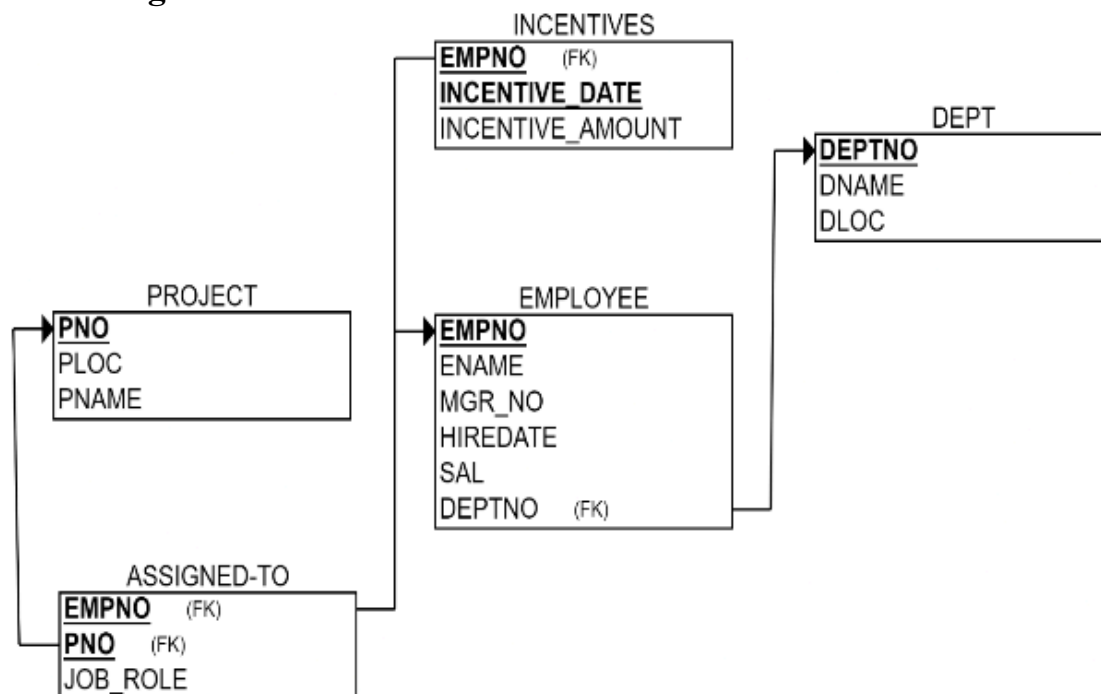 INCENTIVES
EMPNO (FK)
INCENTIVE_DATE
INCENTIVE_AMOUNT
DEPT
DEPTNO
DNAME
DLOC
PROJECT
PNO
PLOC
PNAME
EMPLOYEE
EMPNO
ENAME
MGR_NO
HIREDATE
SAL
DEPTNO (FK)
ASSIGNED-TO
EMPNO (FK)
PNO (FK)
JOB_ROLE